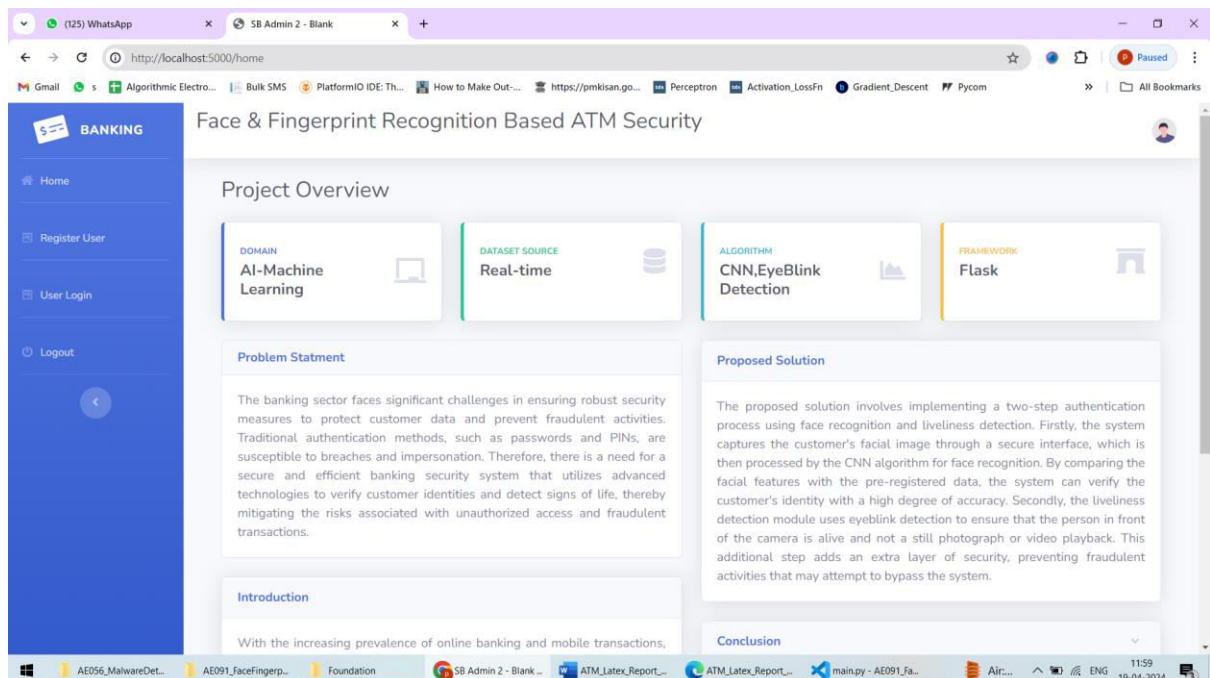 (125) WhatsApp
SB Admin 2 - Blank
http://localhost:5000/home
Paused
Gmail
s
Algorithmic Electro...
Bulk SMS
PlatformIO IDE: Th...
How to Make Out-...
https://pmkisan.go...
Perceptron
Activation_LossFn
Gradient_Descent
Pycom
»
All Bookmarks
BANKING
Home
Register User
User Login
Logout
Face & Fingerprint Recognition Based ATM Security
Project Overview
DOMAIN
AI-Machine
Learning
DATASET SOURCE
Real-time
ALGORITHM
CNN,EyeBlink
Detection
FRAMEWORK
Flask
Problem Statment
The banking sector faces significant challenges in ensuring robust security
measures to protect customer data and prevent fraudulent activities.
Traditional authentication methods, such as passwords and PINs, are
susceptible to breaches and impersonation. Therefore, there is a need for a
secure and efficient banking security system that utilizes advanced
technologies to verify customer identities and detect signs of life, thereby
mitigating the risks associated with unauthorized access and fraudulent
transactions.
Introduction
With the increasing prevalence of online banking and mobile transactions,
Proposed Solution
The proposed solution involves implementing a two-step authentication
process using face recognition and liveliness detection. Firstly, the system
captures the customer's facial image through a secure interface, which is
then processed by the CNN algorithm for face recognition. By comparing the
facial features with the pre-registered data, the system can verify the
customer's identity with a high degree of accuracy. Secondly, the liveliness
detection module uses eyeblink detection to ensure that the person in front
of the camera is alive and not a still photograph or video playback. This
additional step adds an extra layer of security, preventing fraudulent
activities that may attempt to bypass the system.
Conclusion
AE056_MalwareDet...
AE091_FaceFingerp...
Foundation
SB Admin 2 - Blank ...
ATM_Latex_Report_...
ATM_Latex_Report_...
main.py - AE091_Fa...
Air:...
ENG
11:59
19-04-2024